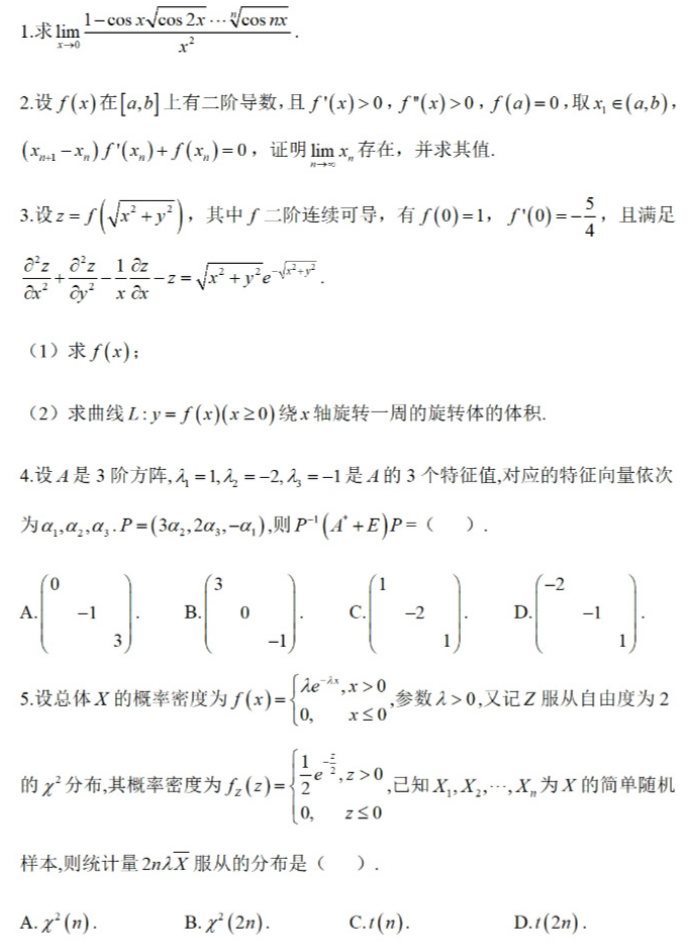 1.求 $\lim\limits_{x\to 0}\frac{1-\cos x\sqrt{\cos 2x}\cdots\sqrt[n]{\cos nx}}{x^2}$.
2.设 $f(x)$ 在 $[a,b]$ 上有二阶导数,且 $f'(x)>0$，$f''(x)>0$，$f(a)=0$,取 $x_1\in(a,b)$，
$(x_{n+1}-x_n)f'(x_n)+f(x_n)=0$，证明 $\lim\limits_{n\to\infty}x_n$ 存在，并求其值.
3.设 $z=f\left(\sqrt{x^2+y^2}\right)$，其中 $f$ 二阶连续可导，有 $f(0)=1$，$f'(0)=-\frac{5}{4}$，且满足
$\frac{\partial^2 z}{\partial x^2}+\frac{\partial^2 z}{\partial y^2}-\frac{1}{x}\frac{\partial z}{\partial x}-z=\sqrt{x^2+y^2}e^{-\sqrt{x^2+y^2}}$.
（1）求 $f(x)$；
（2）求曲线 $L:y=f(x)(x\geq 0)$ 绕 $x$ 轴旋转一周的旋转体的体积.
4.设 $A$ 是 3 阶方阵,$\lambda_1=1,\lambda_2=-2,\lambda_3=-1$ 是 $A$ 的 3 个特征值,对应的特征向量依次
为 $\alpha_1,\alpha_2,\alpha_3.P=(3\alpha_2,2\alpha_3,-\alpha_1)$,则 $P^{-1}(A^*+E)P=$（ ）.
A.$\begin{pmatrix}0&&\\&-1&\\&&3\end{pmatrix}$. B.$\begin{pmatrix}3&&\\&0&\\&&-1\end{pmatrix}$. C.$\begin{pmatrix}1&&\\&-2&\\&&1\end{pmatrix}$. D.$\begin{pmatrix}-2&&\\&-1&\\&&1\end{pmatrix}$.
5.设总体 $X$ 的概率密度为 $f(x)=\begin{cases}\lambda e^{-\lambda x},x>0\\0,\quad x\leq 0\end{cases}$,参数 $\lambda>0$,又记 $Z$ 服从自由度为 2
的 $\chi^2$ 分布,其概率密度为 $f_Z(z)=\begin{cases}\frac{1}{2}e^{-\frac{z}{2}},z>0\\0,\quad z\leq 0\end{cases}$,已知 $X_1,X_2,\cdots,X_n$ 为 $X$ 的简单随机
样本,则统计量 $2n\lambda\overline{X}$ 服从的分布是（ ）.
A.$\chi^2(n)$. B.$\chi^2(2n)$. C.$t(n)$. D.$t(2n)$.